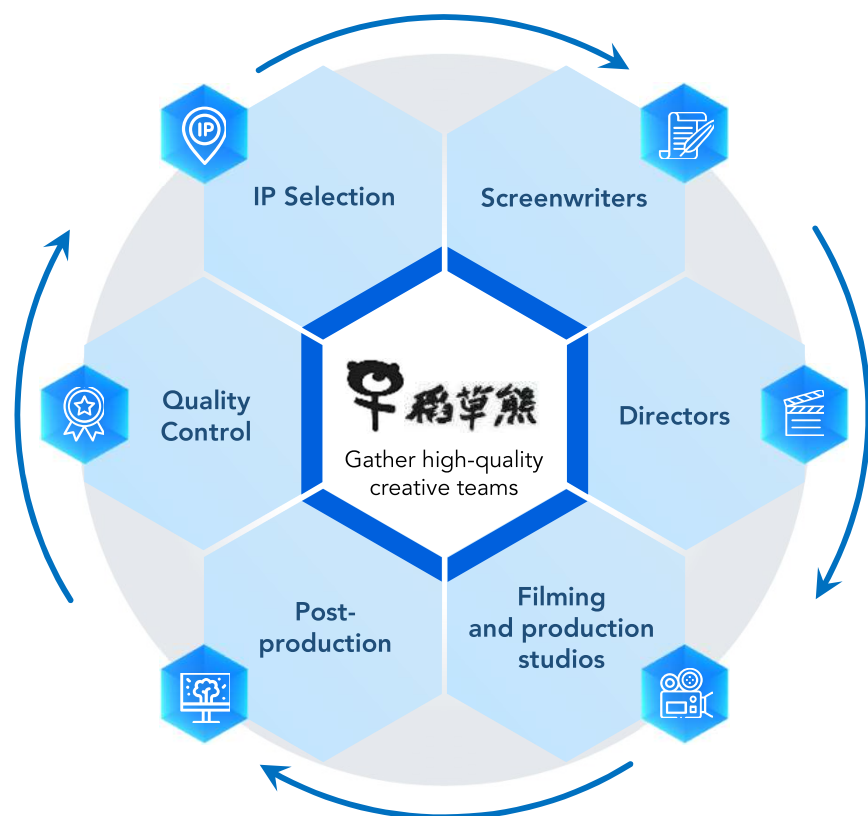 IP
IP Selection
Screenwriters
Quality
Control
稻草熊
Gather high-quality
creative teams
Directors
Post-
production
Filming
and production
studios